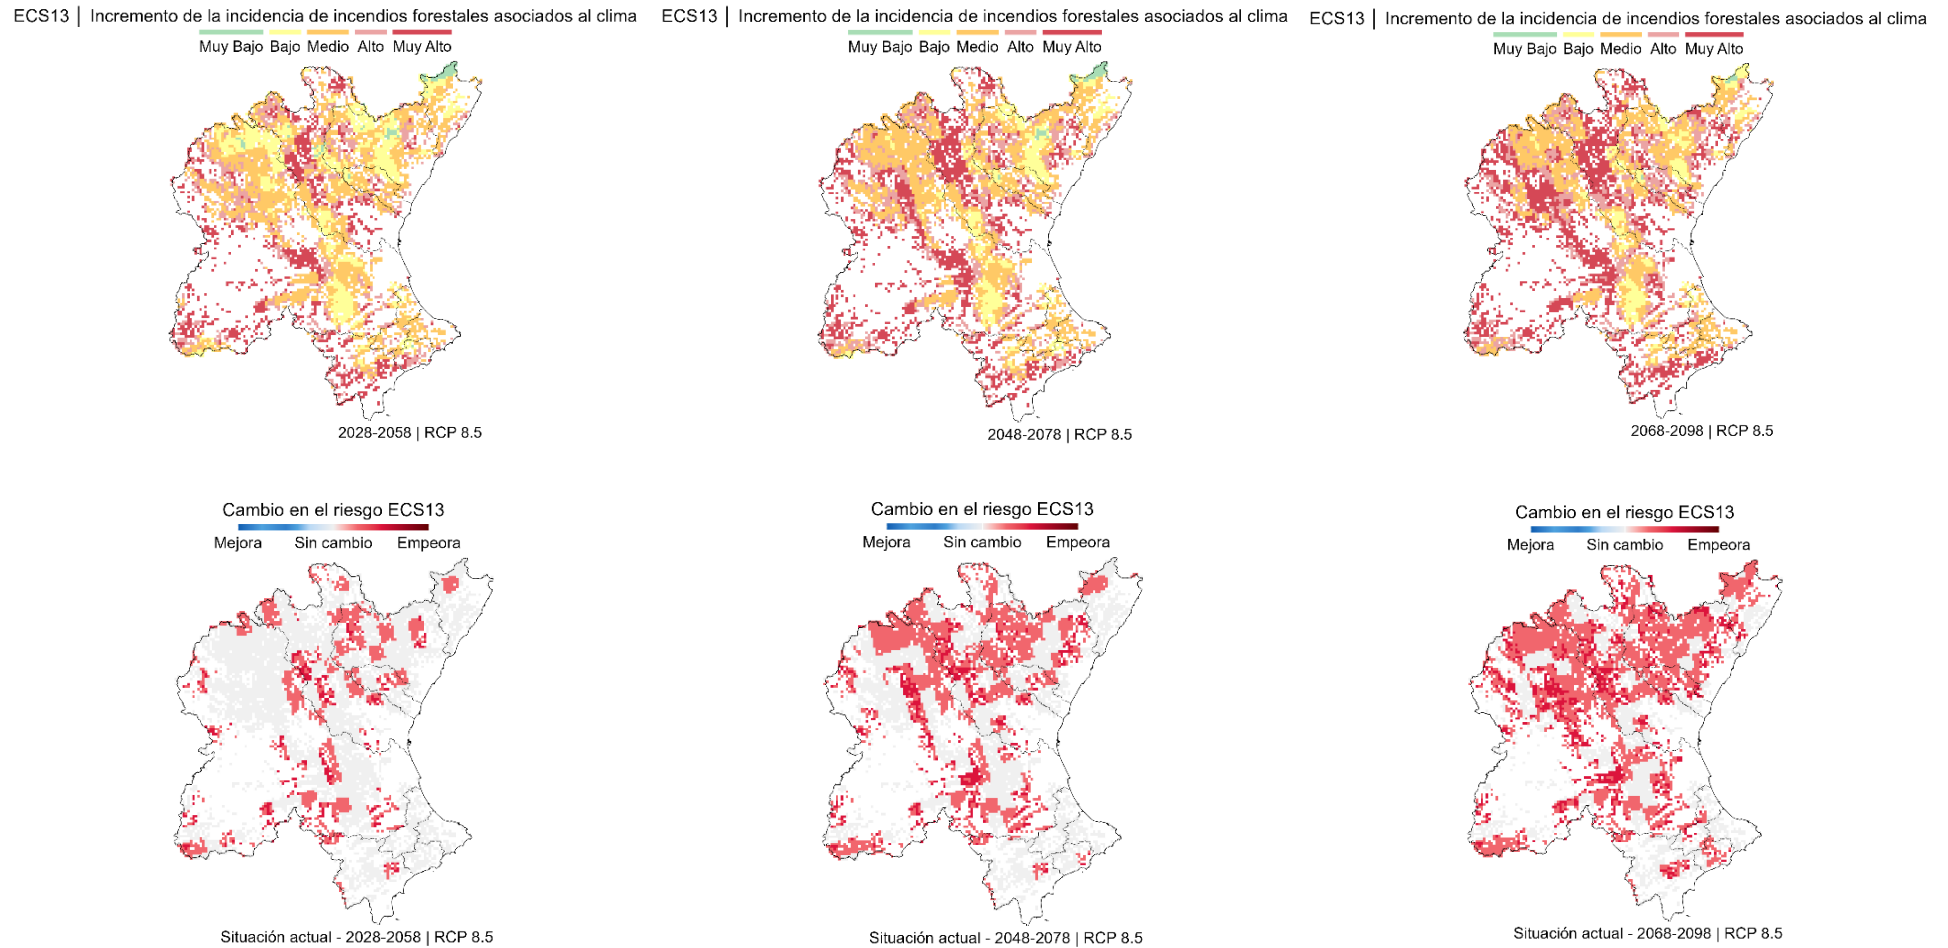 ECS13 | Incremento de la incidencia de incendios forestales asociados al clima
Muy Bajo Bajo Medio Alto Muy Alto
2028-2058 | RCP 8.5
ECS13 | Incremento de la incidencia de incendios forestales asociados al clima
Muy Bajo Bajo Medio Alto Muy Alto
2048-2078 | RCP 8.5
ECS13 | Incremento de la incidencia de incendios forestales asociados al clima
Muy Bajo Bajo Medio Alto Muy Alto
2068-2098 | RCP 8.5
Cambio en el riesgo ECS13
Mejora Sin cambio Empeora
Situación actual - 2028-2058 | RCP 8.5
Cambio en el riesgo ECS13
Mejora Sin cambio Empeora
Situación actual - 2048-2078 | RCP 8.5
Cambio en el riesgo ECS13
Mejora Sin cambio Empeora
Situación actual - 2068-2098 | RCP 8.5